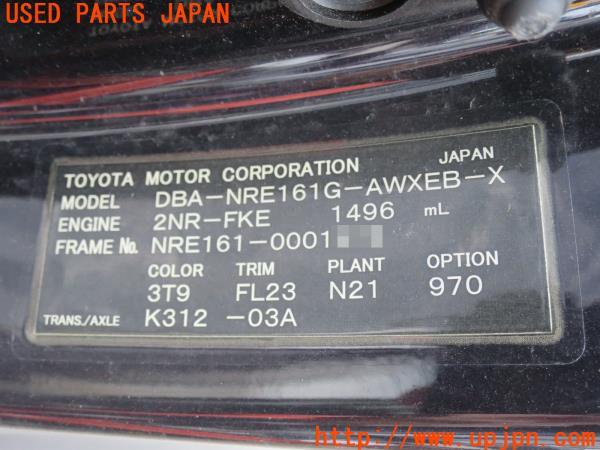 USED PARTS JAPAN
TOYOTA MOTOR CORPORATION JAPAN
MODEL DBA-NRE161G-AWXEB-X
ENGINE 2NR-FKE 1496 mL
FRAME No. NRE161-0001
COLOR TRIM PLANT OPTION
3T9 FL23 N21 970
TRANS./AXLE K312 -03A
http://www.upjpn.com/